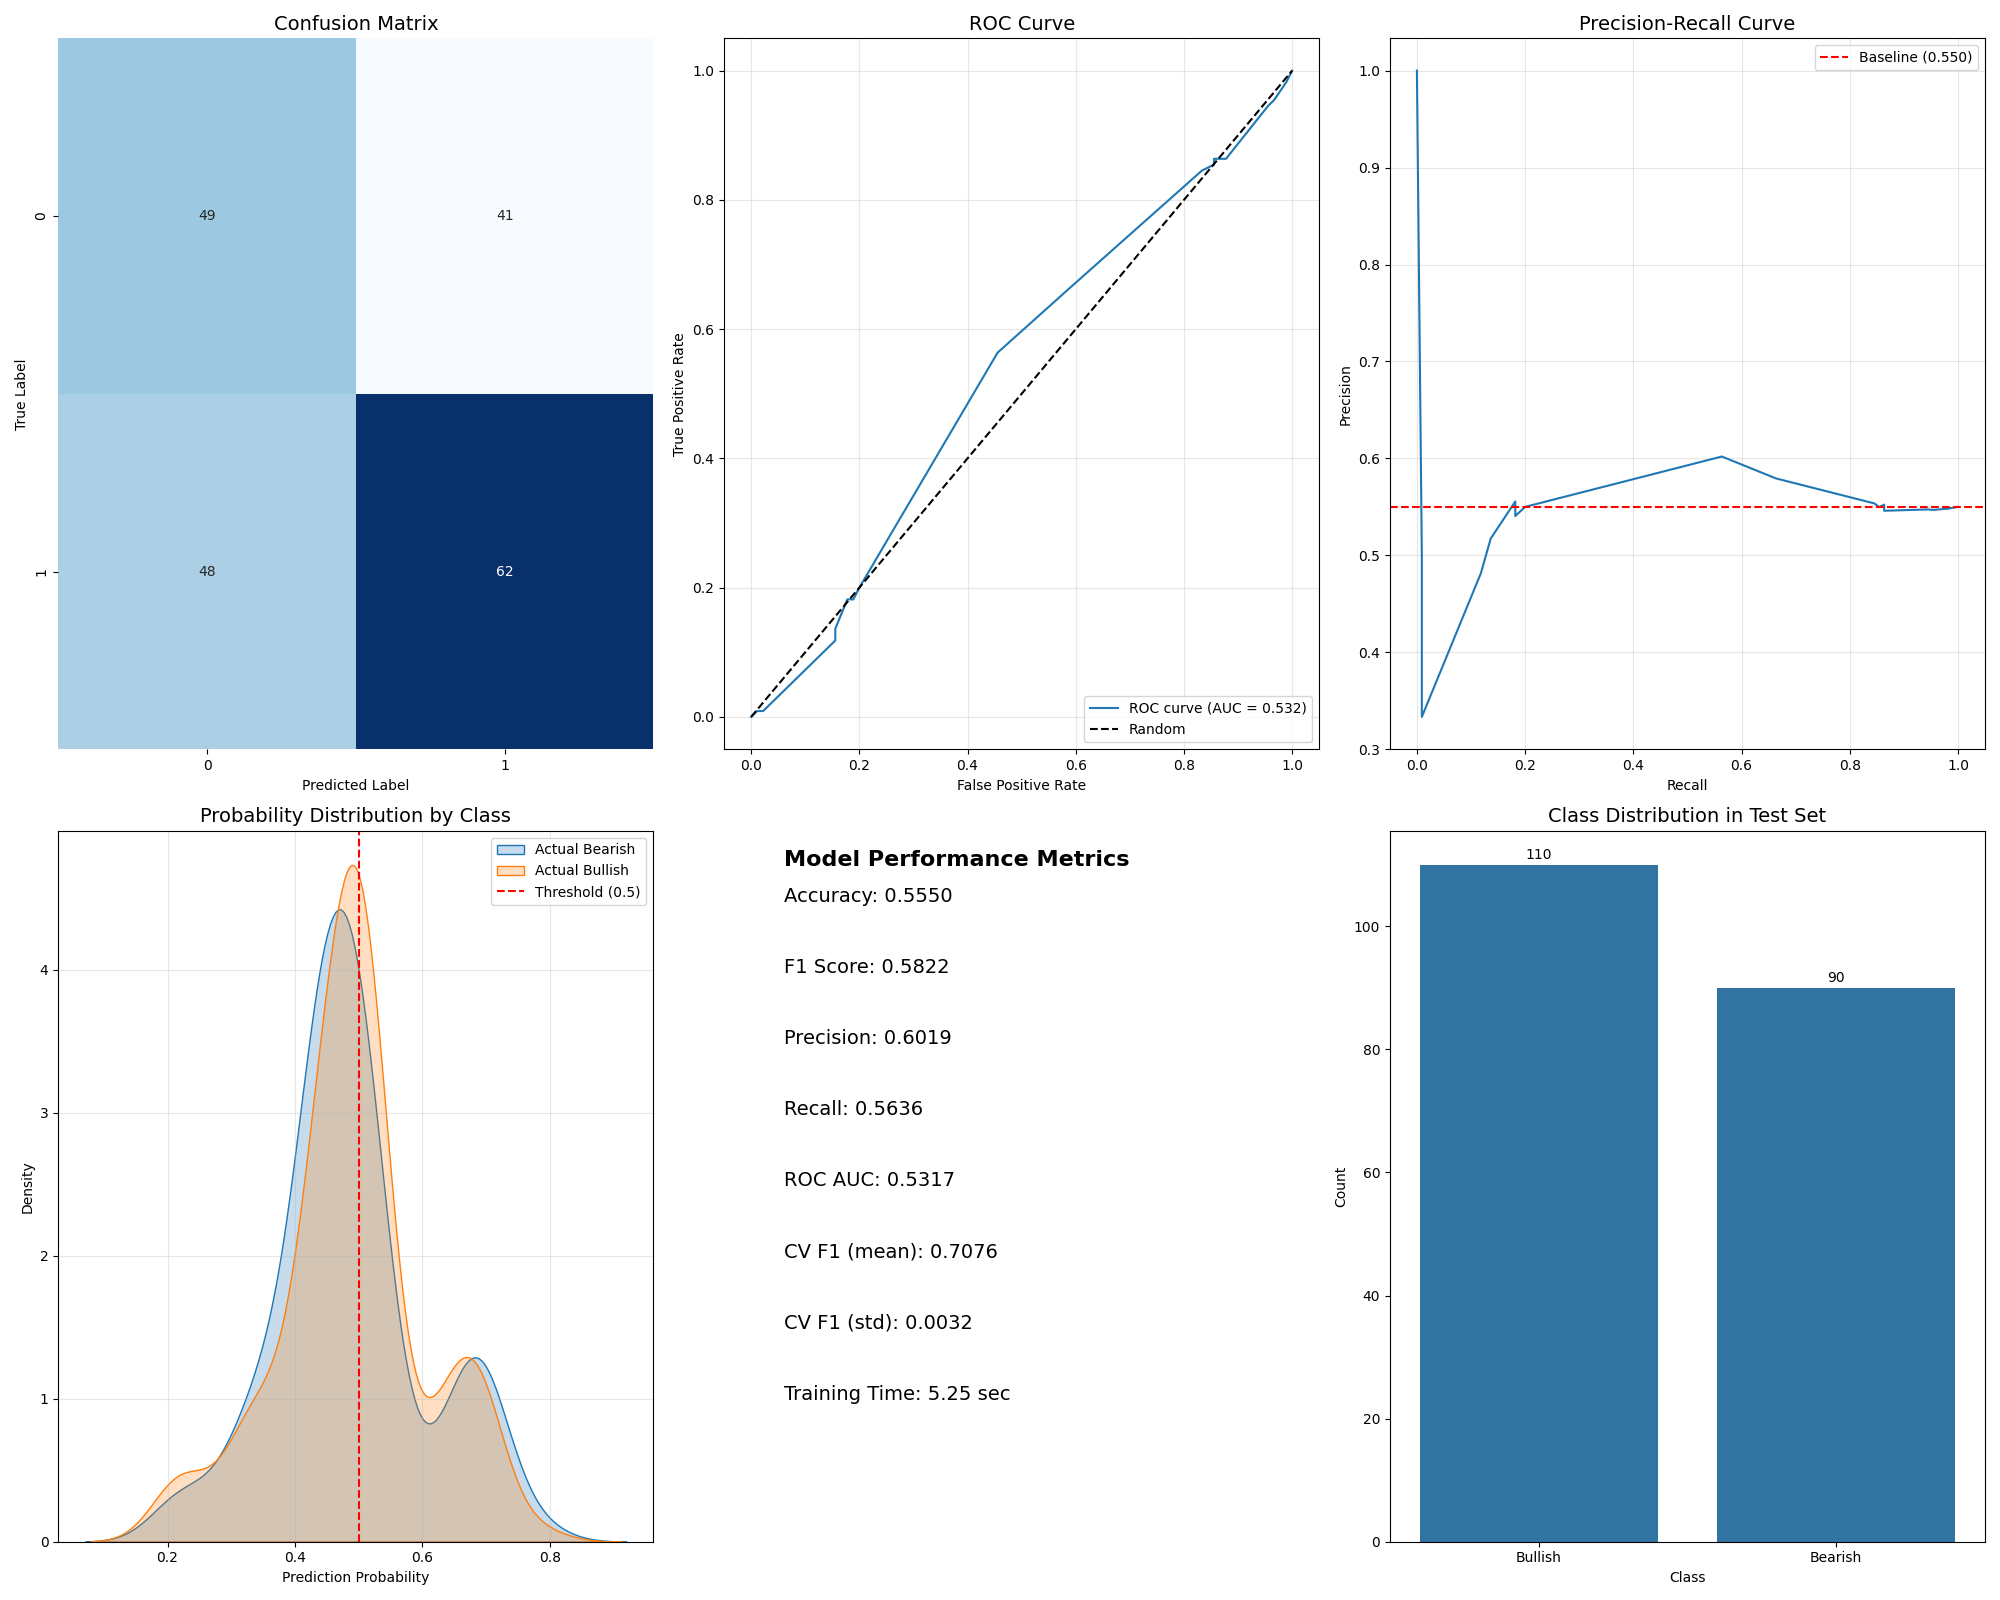 Confusion Matrix
0
1
49
41
48
62
0
1
True Label
Predicted Label
ROC Curve
1.0
0.8
0.6
0.4
0.2
0.0
True Positive Rate
ROC curve (AUC = 0.532)
Random
0.0
0.2
0.4
0.6
0.8
1.0
False Positive Rate
Precision-Recall Curve
Baseline (0.550)
1.0
0.9
0.8
0.7
0.6
0.5
0.4
0.3
Precision
0.0
0.2
0.4
0.6
0.8
1.0
Recall
Probability Distribution by Class
Actual Bearish
Actual Bullish
Threshold (0.5)
4
3
2
1
0
Density
0.2
0.4
0.6
0.8
Prediction Probability
Model Performance Metrics
Accuracy: 0.5550
F1 Score: 0.5822
Precision: 0.6019
Recall: 0.5636
ROC AUC: 0.5317
CV F1 (mean): 0.7076
CV F1 (std): 0.0032
Training Time: 5.25 sec
Class Distribution in Test Set
110
90
100
80
60
40
20
0
Count
Bullish
Bearish
Class